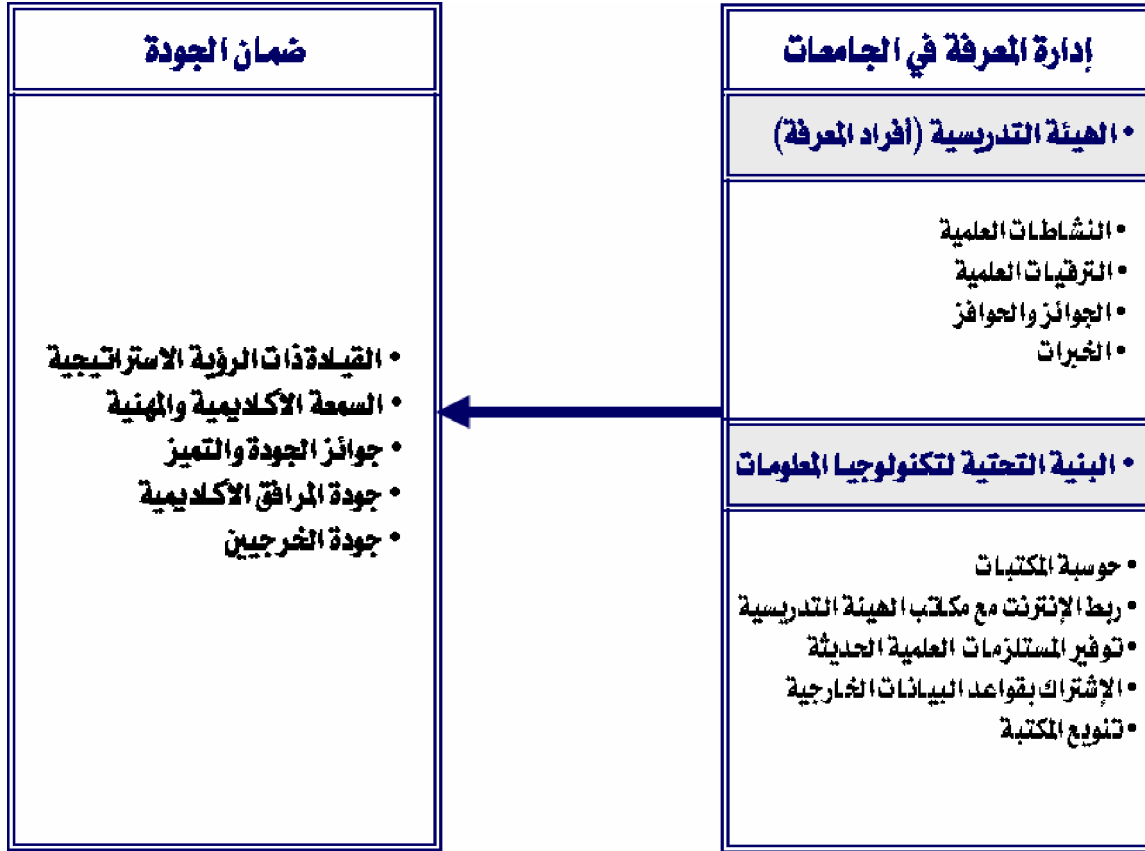 إدارة المعرفة في الجامعات
• الهيئة التدريسية (أفراد المعرفة)
• النشاطات العلمية
• الترقيات العلمية
• الجوائز والحوافز
• الخبرات
• البنية التحتية لتكنولوجيا المعلومات
• حوسبة المكتبات
• ربط الإنترنت مع مكاتب الهيئة التدريسية
• توفير المستلزمات العلمية الحديثة
• الإشتراك بقواعد البيانات الخارجية
• تنويع المكتبة
ضمان الجودة
• القيادة ذات الرؤية الاستراتيجية
• السمعة الأكاديمية والمهنية
• جوائز الجودة والتميز
• جودة المرافق الأكاديمية
• جودة الخرجيين